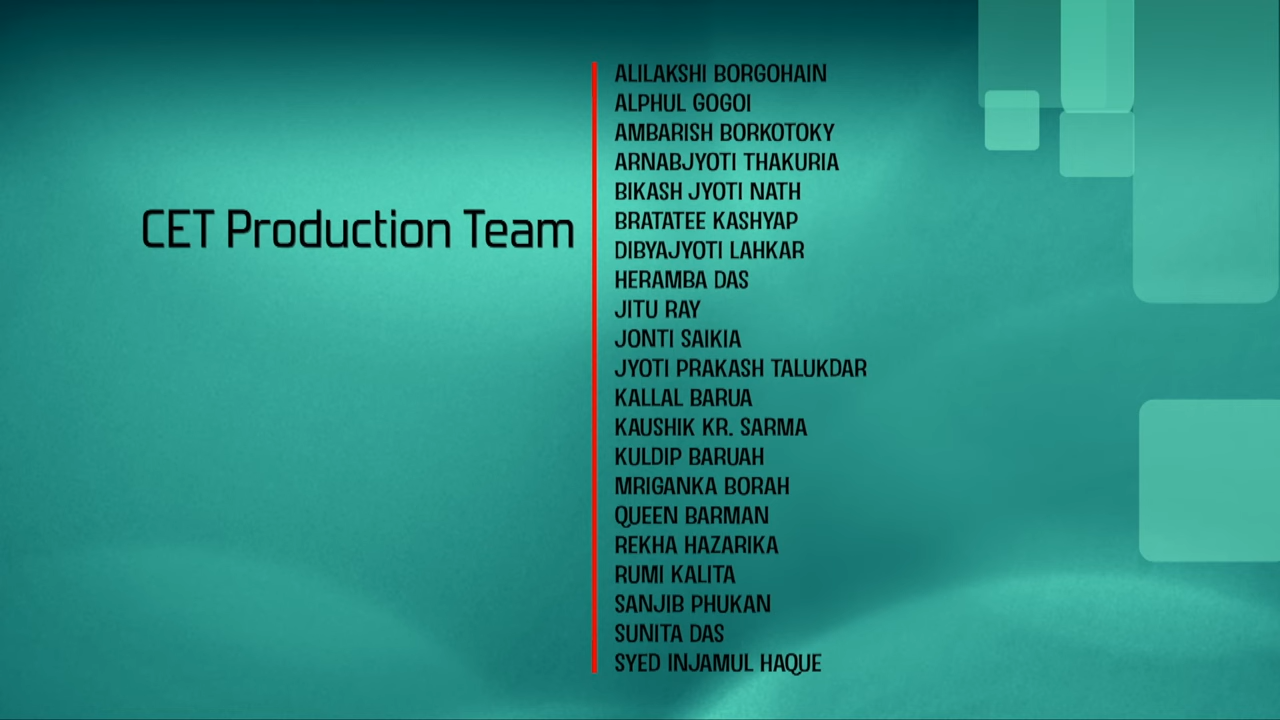 CET Production Team
ALILAKSHI BORGOHAIN
ALPHUL GOGOI
AMBARISH BORKOTOKY
ARNABJYOTI THAKURIA
BIKASH JYOTI NATH
BRATATEE KASHYAP
DIBYAJYOTI LAHKAR
HERAMBA DAS
JITU RAY
JONTI SAIKIA
JYOTI PRAKASH TALUKDAR
KALLAL BARUA
KAUSHIK KR. SARMA
KULDIP BARUAH
MRIGANKA BORAH
QUEEN BARMAN
REKHA HAZARIKA
RUMI KALITA
SANJIB PHUKAN
SUNITA DAS
SYED INJAMUL HAQUE